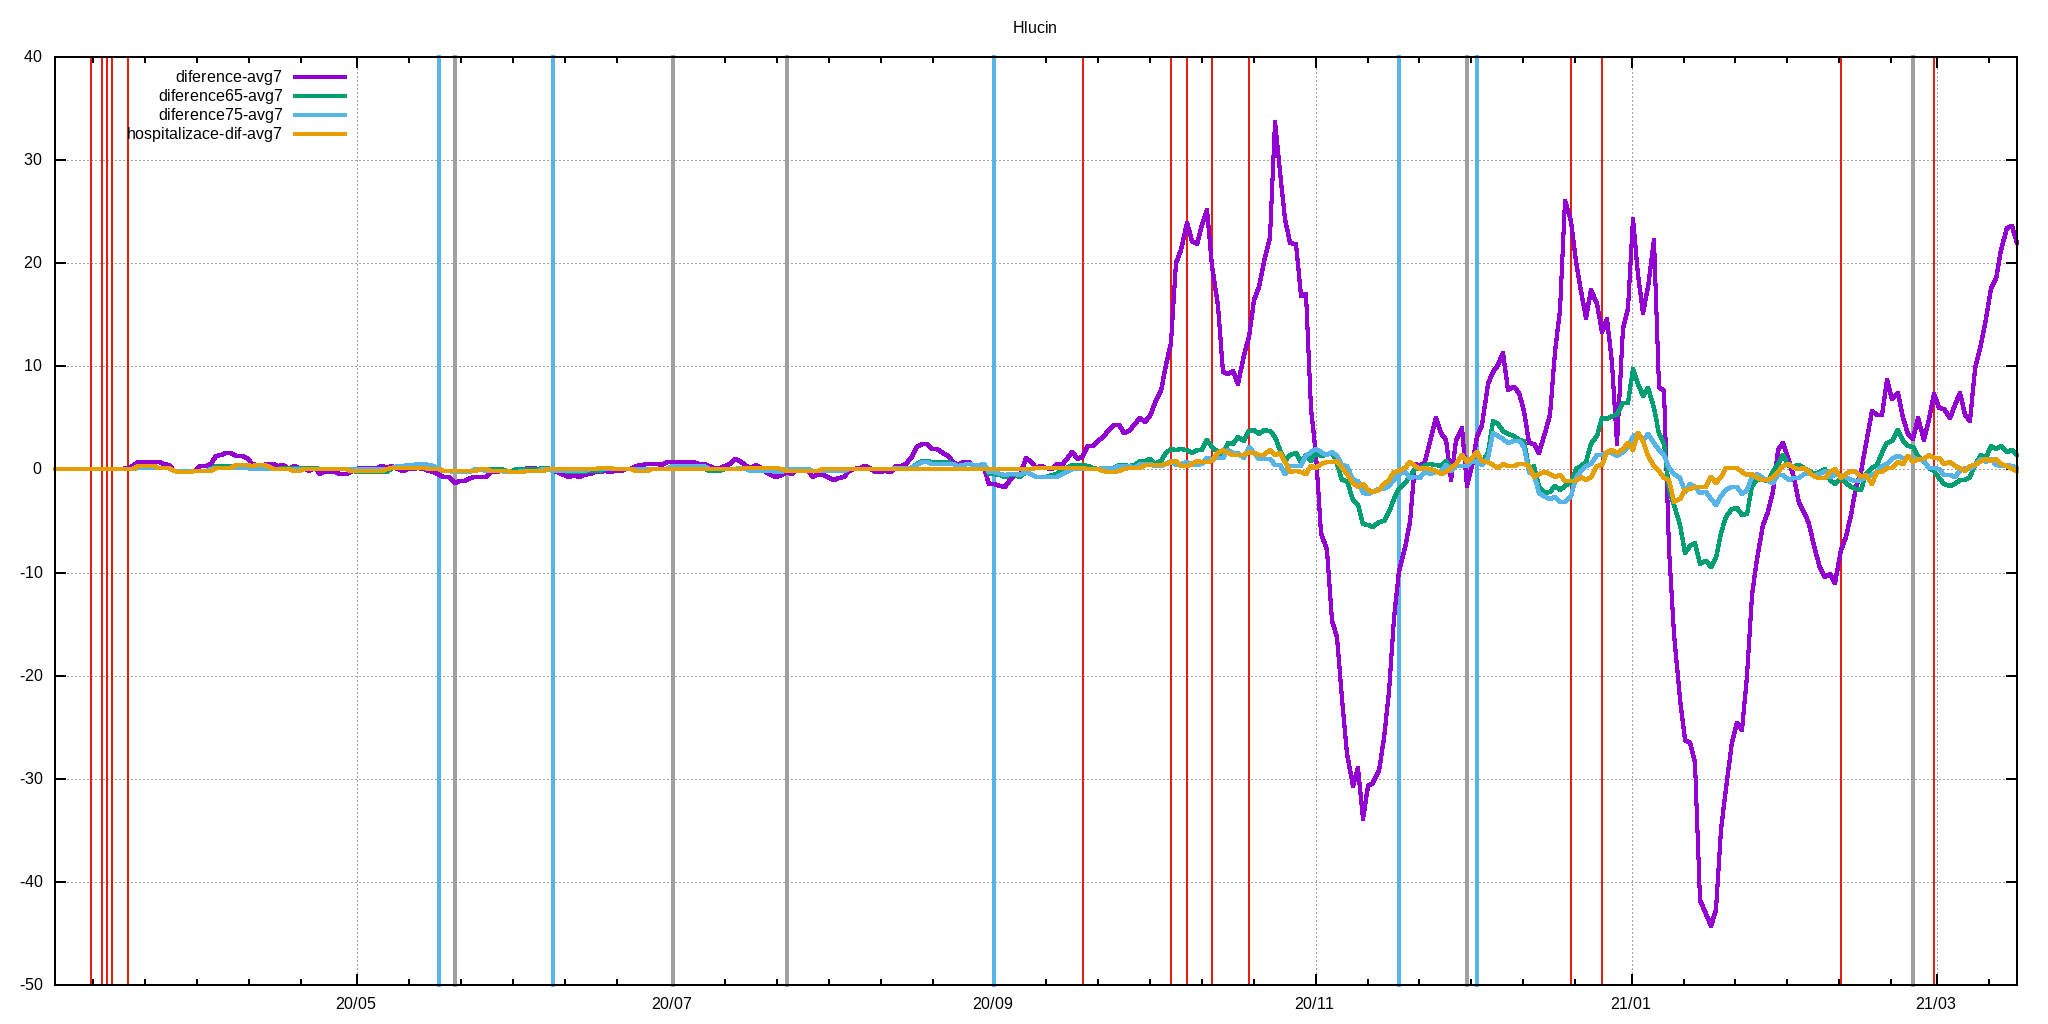 Hlucin
40
30
20
10
0
-10
-20
-30
-40
-50
diference-avg7
diference65-avg7
diference75-avg7
hospitalizace-dif-avg7
20/05 20/07 20/09 20/11 21/01 21/03